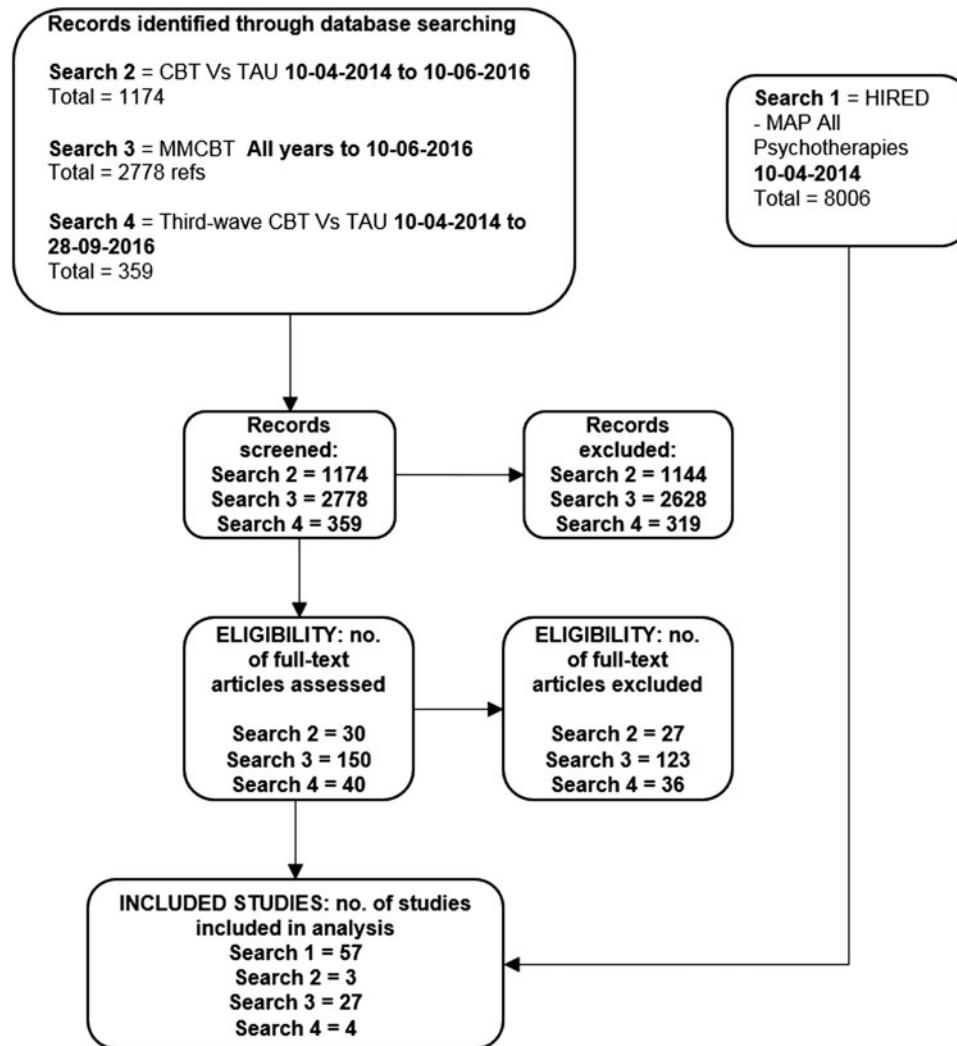 Records identified through database searching
Search 2 = CBT Vs TAU 10-04-2014 to 10-06-2016
Total = 1174
Search 3 = MMCBT All years to 10-06-2016
Total = 2778 refs
Search 4 = Third-wave CBT Vs TAU 10-04-2014 to
28-09-2016
Total = 359
Search 1 = HIRED
- MAP All
Psychotherapies
10-04-2014
Total = 8006
Records
screened:
Search 2 = 1174
Search 3 = 2778
Search 4 = 359
Records
excluded:
Search 2 = 1144
Search 3 = 2628
Search 4 = 319
ELIGIBILITY: no.
of full-text
articles assessed
Search 2 = 30
Search 3 = 150
Search 4 = 40
ELIGIBILITY: no.
of full-text
articles excluded
Search 2 = 27
Search 3 = 123
Search 4 = 36
INCLUDED STUDIES: no. of studies
included in analysis
Search 1 = 57
Search 2 = 3
Search 3 = 27
Search 4 = 4